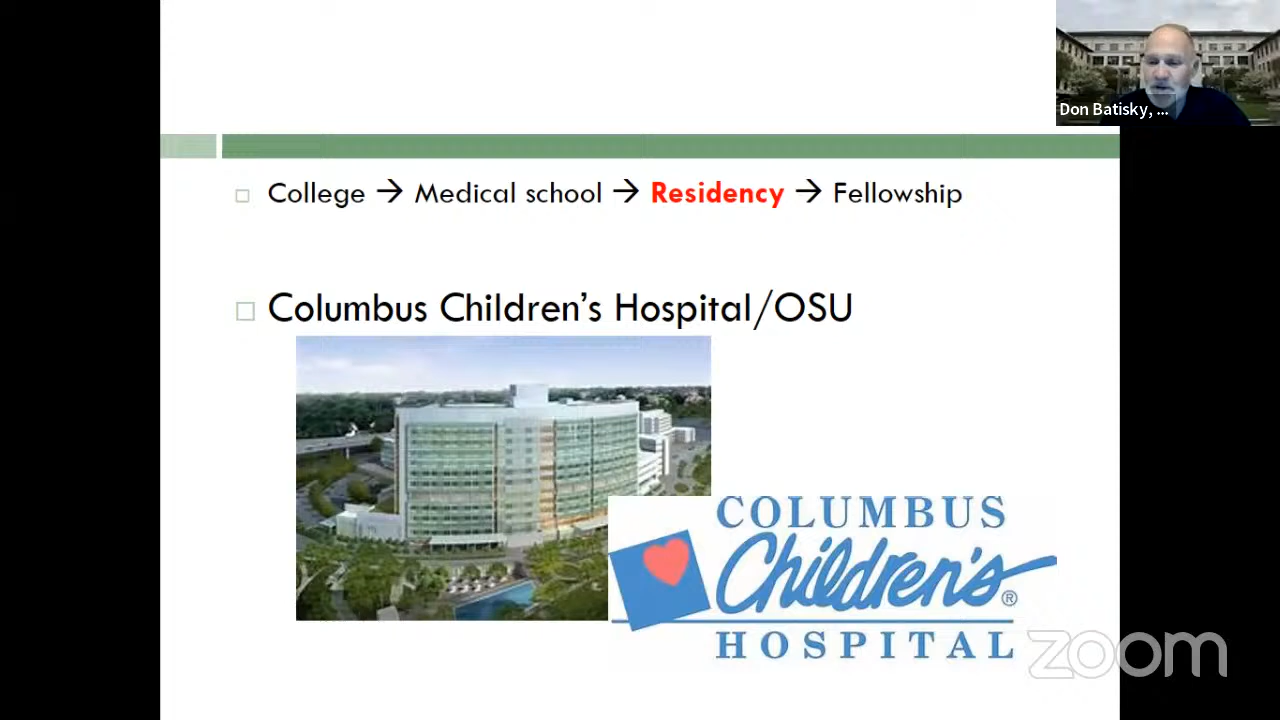 Don Batisky, ...
College → Medical school → Residency → Fellowship
Columbus Children's Hospital/OSU
COLUMBUS
Children's®
HOSPITAL
zoom